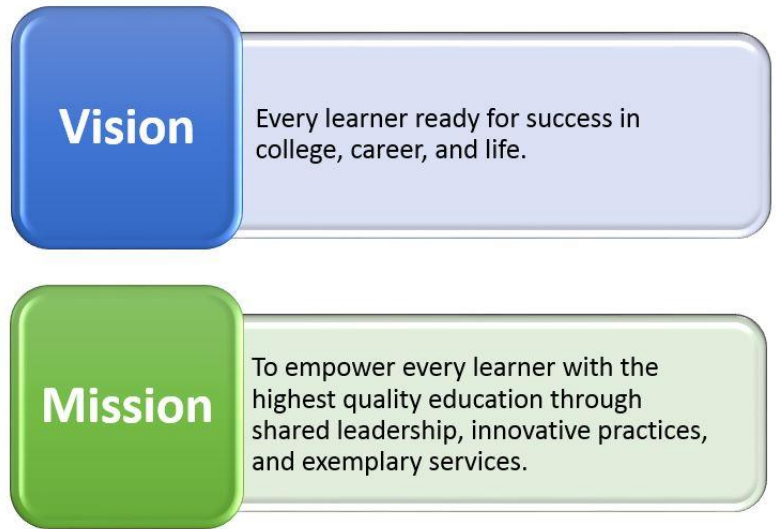 Vision
Every learner ready for success in
college, career, and life.
Mission
To empower every learner with the
highest quality education through
shared leadership, innovative practices,
and exemplary services.